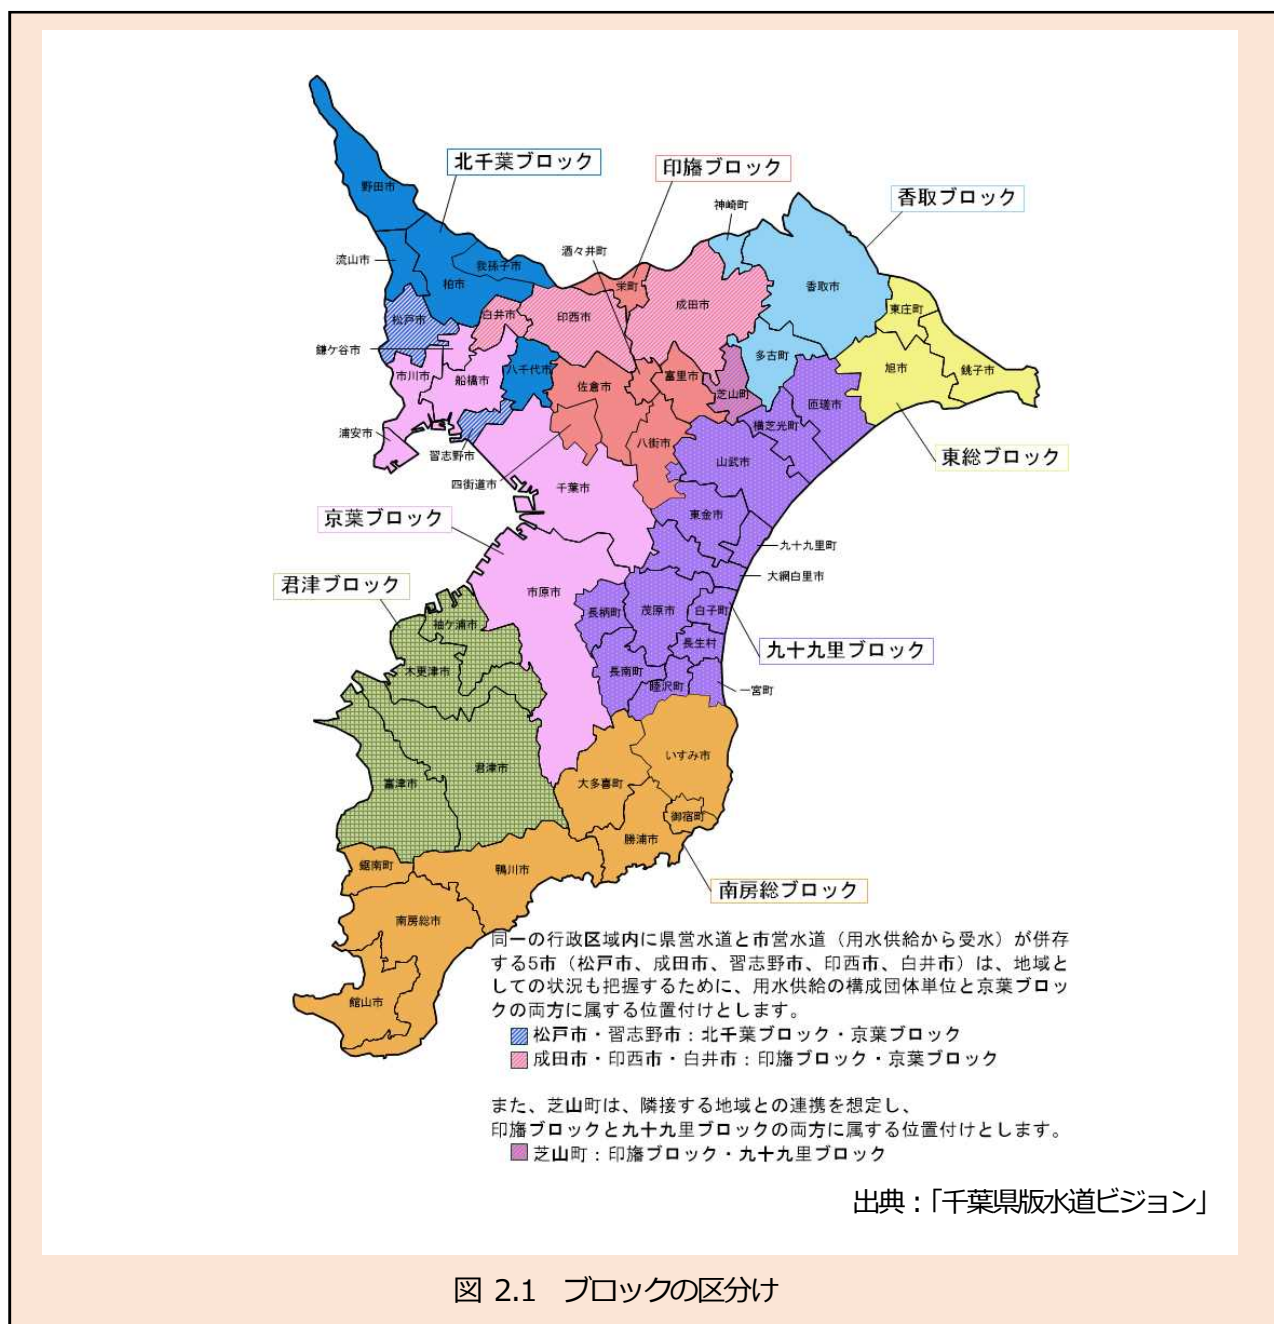 北千葉ブロック
印旛ブロック
香取ブロック
野田市
神崎町
酒々井町
流山市
我孫子市
柏市
栄町
香取市
成田市
東庄町
松戸市
白井市
印西市
鎌ケ谷市
多古町
旭市
銚子市
市川市
船橋市
八千代市
佐倉市
富里市
芝山町
匝瑳市
横芝光町
浦安市
習志野市
八街市
山武市
東総ブロック
四街道市
千葉市
京葉ブロック
東金市
九十九里町
大網白里市
君津ブロック
市原市
長柄町
茂原市
白子町
袖ケ浦市
長生村
九十九里ブロック
木更津市
長南町
睦沢町
一宮町
いすみ市
君津市
富津市
大多喜町
御宿町
勝浦市
鋸南町
鴨川市
南房総ブロック
南房総市
館山市
同一の行政区域内に県営水道と市営水道（用水供給から受水）が併存
する5市（松戸市、成田市、習志野市、印西市、白井市）は、地域と
しての状況も把握するために、用水供給の構成団体単位と京葉ブロッ
クの両方に属する位置付けとします。
松戸市・習志野市：北千葉ブロック・京葉ブロック
成田市・印西市・白井市：印旛ブロック・京葉ブロック
また、芝山町は、隣接する地域との連携を想定し、
印旛ブロックと九十九里ブロックの両方に属する位置付けとします。
芝山町：印旛ブロック・九十九里ブロック
出典：「千葉県版水道ビジョン」
図 2.1　ブロックの区分け